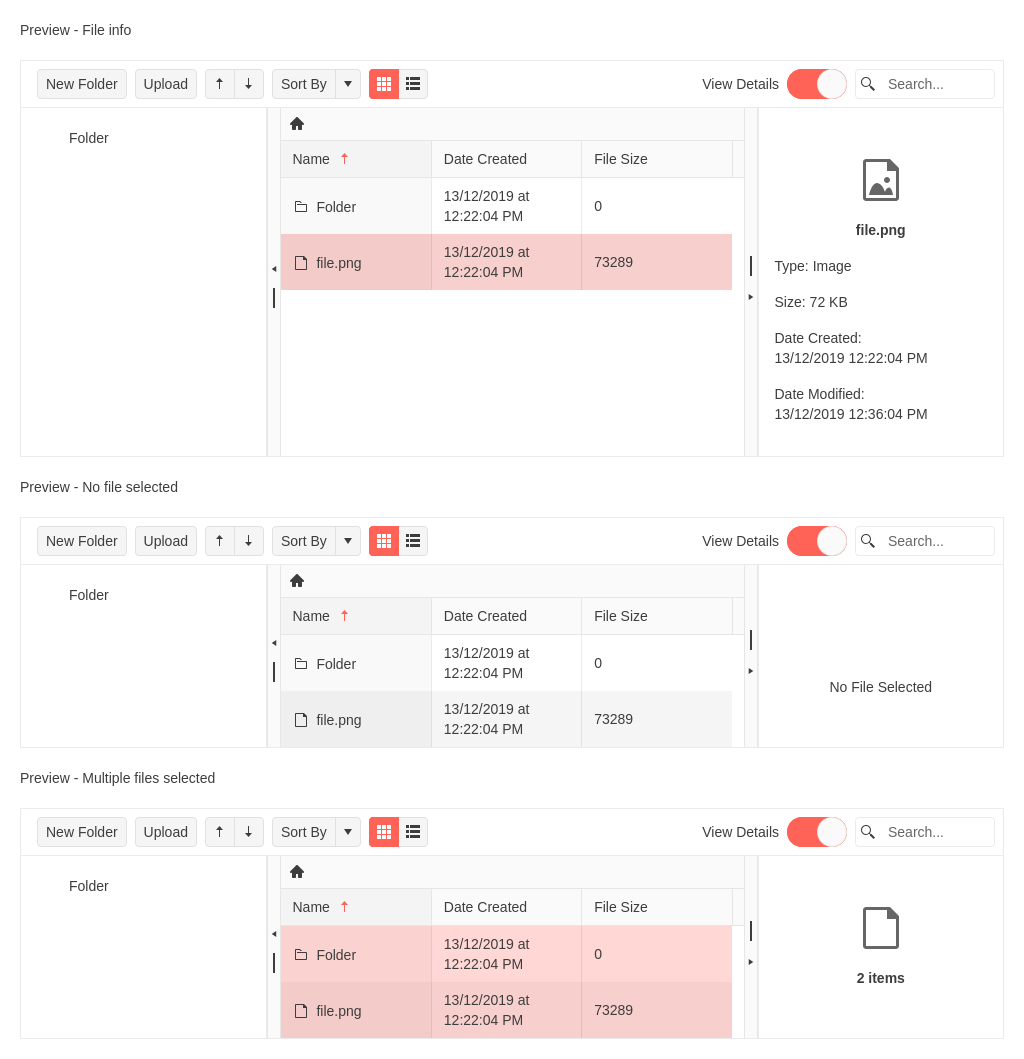 Preview - File info
New Folder Upload Sort By View Details Search...
Folder
Name Date Created File Size
Folder 13/12/2019 at 12:22:04 PM 0
file.png 13/12/2019 at 12:22:04 PM 73289
file.png
Type: Image
Size: 72 KB
Date Created:
13/12/2019 12:22:04 PM
Date Modified:
13/12/2019 12:36:04 PM
Preview - No file selected
New Folder Upload Sort By View Details Search...
Folder
Name Date Created File Size
Folder 13/12/2019 at 12:22:04 PM 0
file.png 13/12/2019 at 12:22:04 PM 73289
No File Selected
Preview - Multiple files selected
New Folder Upload Sort By View Details Search...
Folder
Name Date Created File Size
Folder 13/12/2019 at 12:22:04 PM 0
file.png 13/12/2019 at 12:22:04 PM 73289
2 items